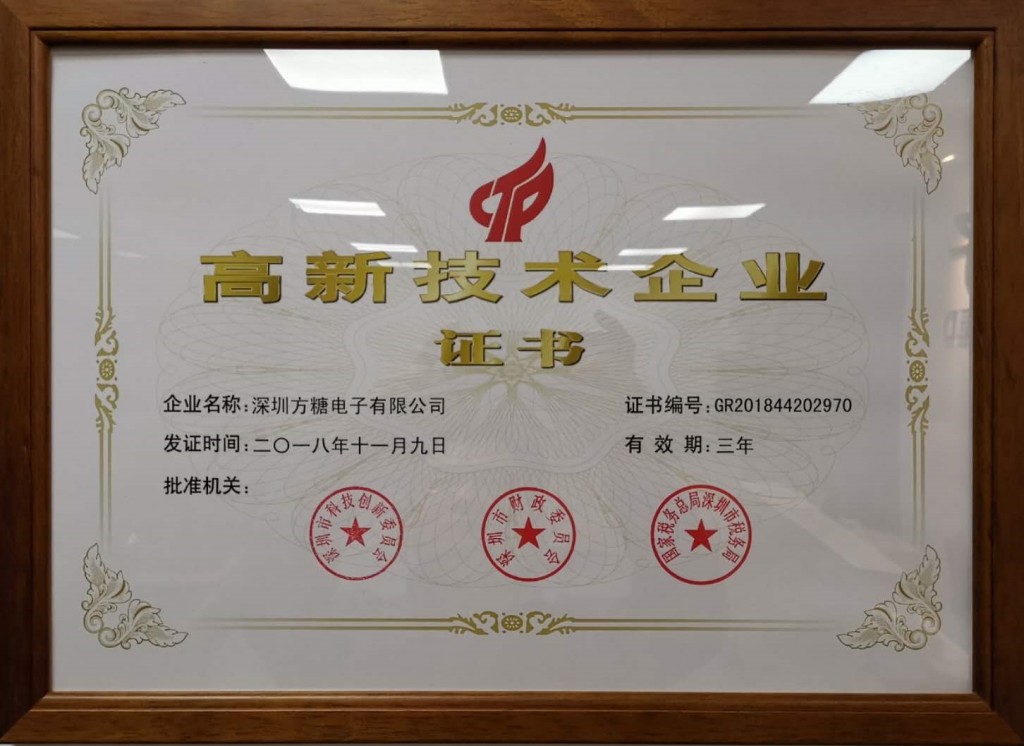 CTP
高新技术企业
证书
企业名称:深圳方糖电子有限公司
证书编号:GR201844202970
发证时间:二〇一八年十一月九日
有效期:三年
批准机关:
深圳市科技创新委员会
深圳市财政委员会
国家税务总局深圳市税务局